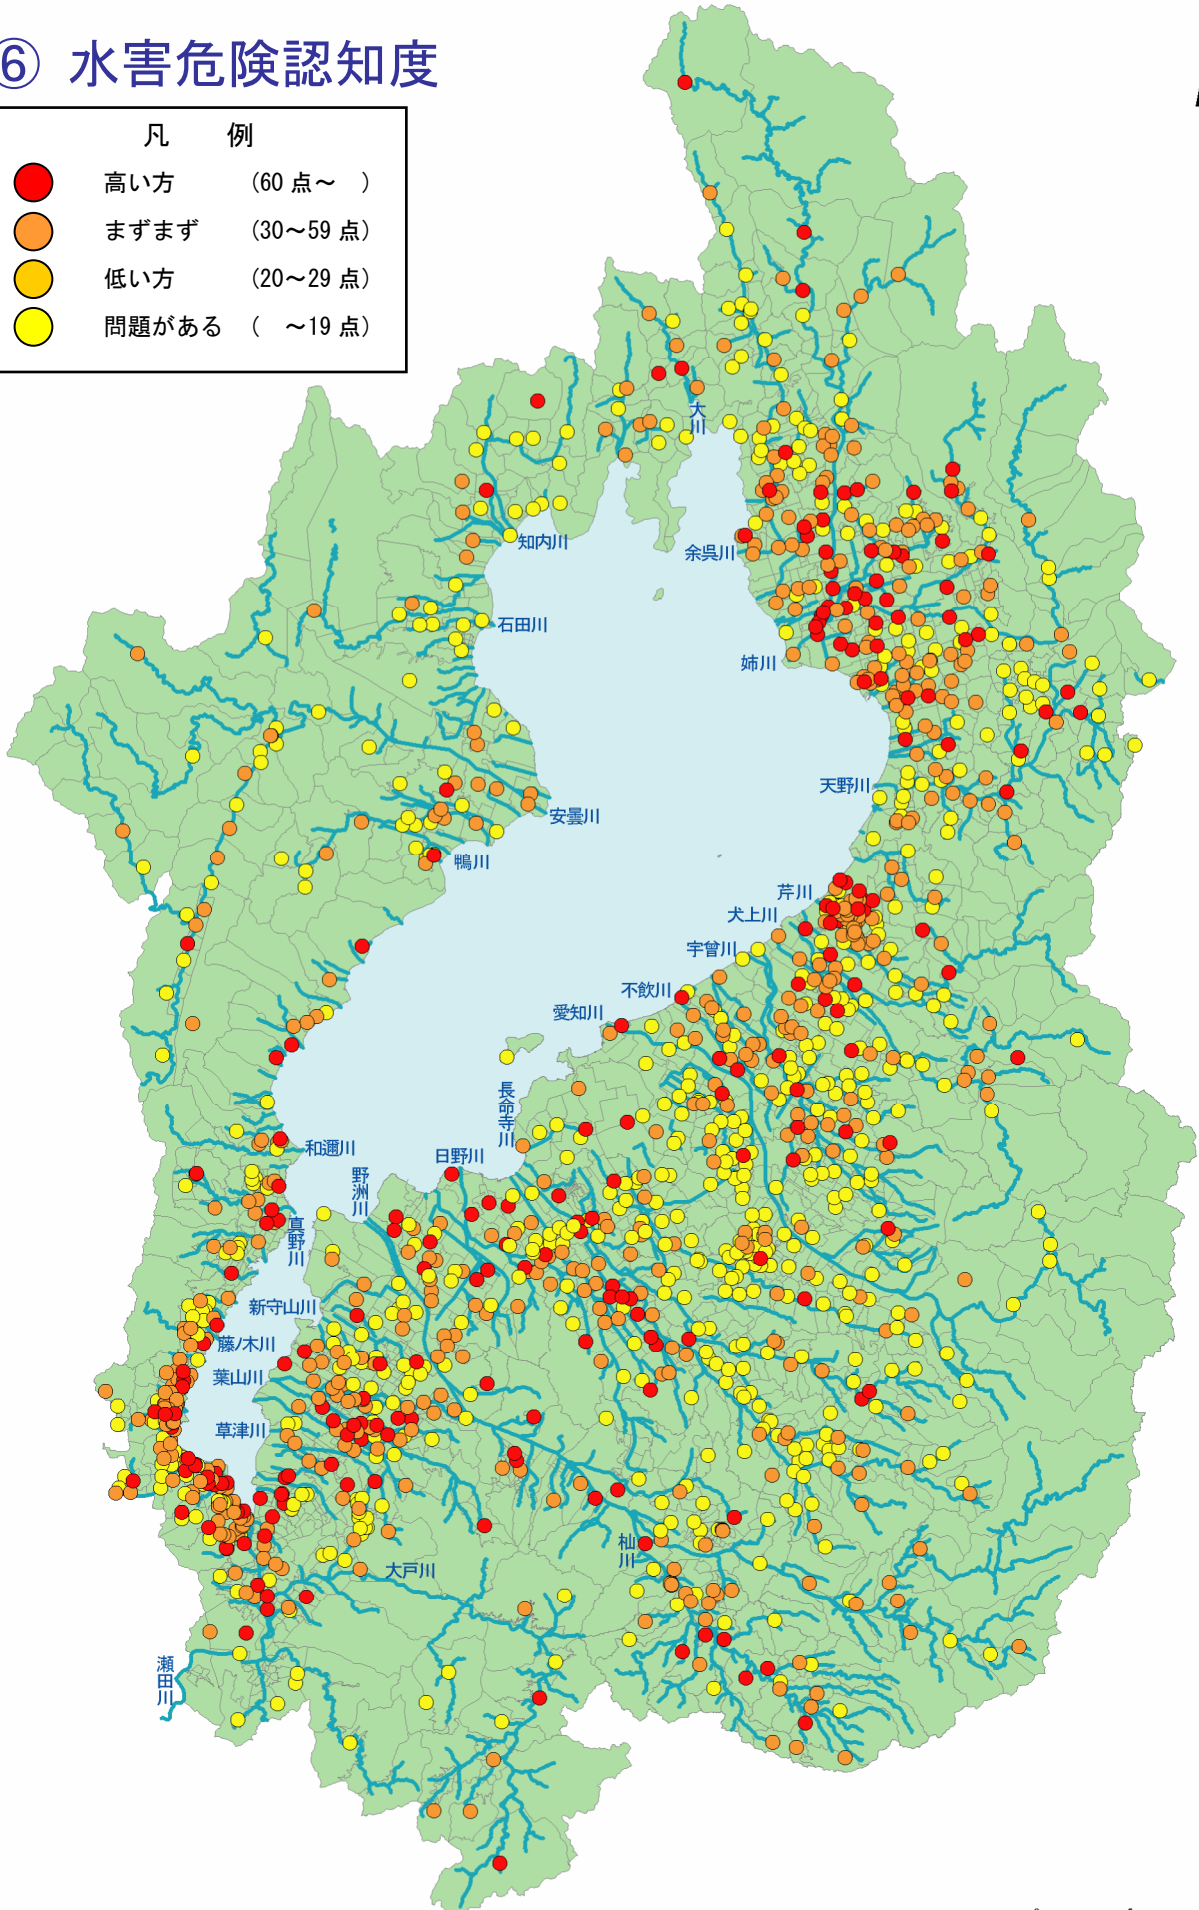 ⑥ 水害危険認知度
凡 例
高い方 (60 点～ )
まずまず (30～59 点)
低い方 (20～29 点)
問題がある ( ～19 点)
大川
知内川
余呉川
石田川
姉川
天野川
安曇川
鴨川
芹川
犬上川
宇曽川
不飲川
愛知川
長命寺川
和邇川
日野川
野洲川
真野川
新守山川
藤ノ木川
葉山川
草津川
杣川
大戸川
瀬田川